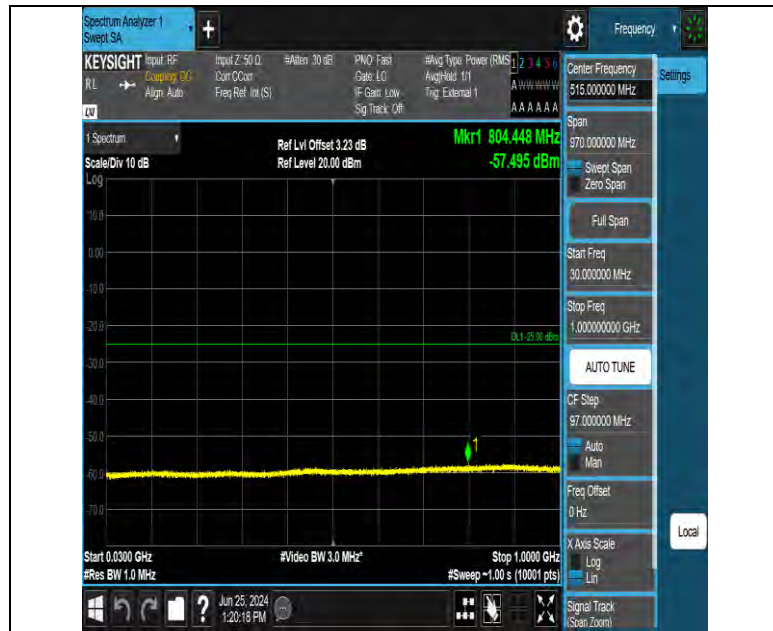 Spectrum Analyzer 1
Swept SA
+
Frequency
KEYSIGHT
RL
LXI
Input: RF
Coupling: DC
Align: Auto
Input Z: 50 Ω
Corr CCorr
Freq Ref: Int (S)
#Atten: 30 dB
PNO: Fast
Gate: LO
IF Gain: Low
Sig Track: Off
#Avg Type: Power (RMS
Avg|Hold: 1/1
Trig: External 1
1 2 3 4 5 6
A W W W W W
A A A A A A
1 Spectrum
Scale/Div 10 dB
Ref Lvl Offset 3.23 dB
Ref Level 20.00 dBm
Mkr1 804.448 MHz
-57.495 dBm
Log
10.0
0.00
-10.0
-20.0
DL1 -25.00 dBm
-30.0
-40.0
-50.0
1
-60.0
-70.0
Start 0.0300 GHz
#Res BW 1.0 MHz
#Video BW 3.0 MHz*
Stop 1.0000 GHz
#Sweep ~1.00 s (10001 pts)
Jun 25, 2024
1:20:18 PM
?
Center Frequency
515.000000 MHz
Settings
Span
970.000000 MHz
Swept Span
Zero Span
Full Span
Start Freq
30.000000 MHz
Stop Freq
1.000000000 GHz
AUTO TUNE
CF Step
97.000000 MHz
Auto
Man
Freq Offset
0 Hz
X Axis Scale
Log
Lin
Local
Signal Track
(Span Zoom)